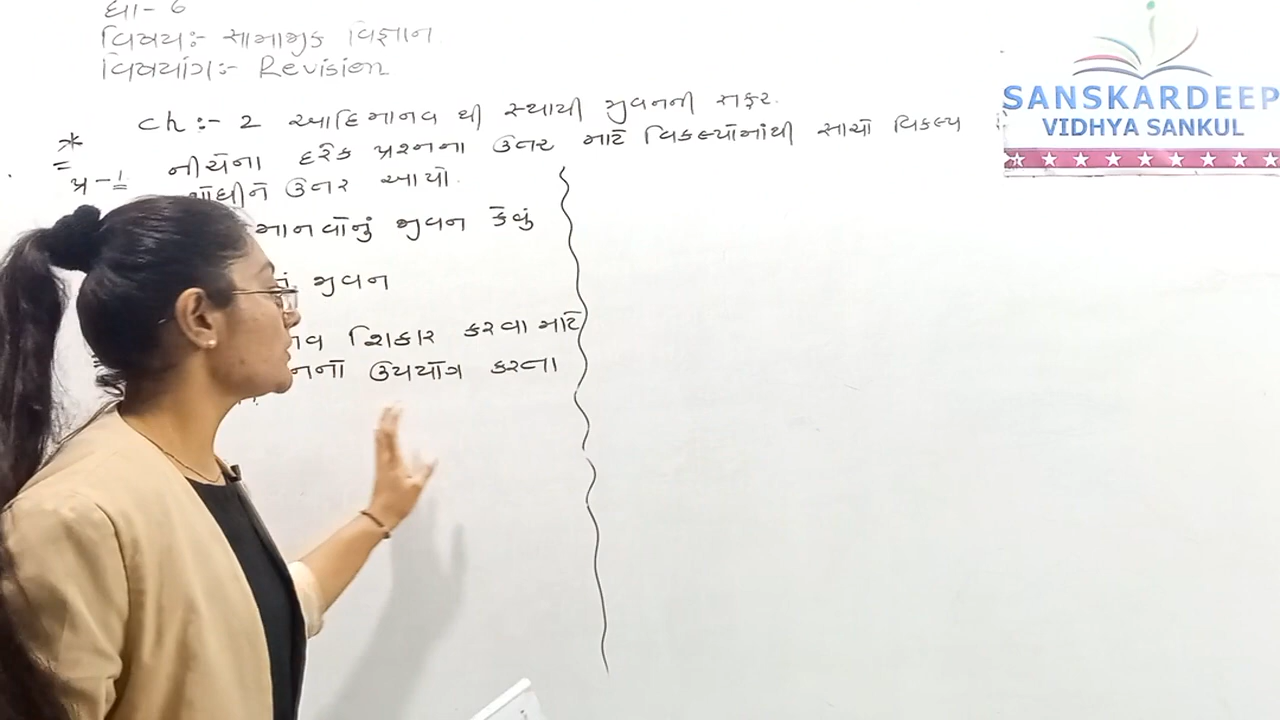 ધો- 6
વિષય:- સામાજીક વિજ્ઞાન
વિષયાંગ:- Revision
SANSKARDEEP
VIDHYA SANKUL
* ch :- 2 આદિમાનવ થી સ્થાયી જીવનની સફર.
પ્ર-1 નીચેના દરેક પ્રશ્નના ઉત્તર માટે વિકલ્પોમાંથી સાચો વિકલ્પ
શોધીને ઉત્તર આપો.
માનવોનું જીવન કેવું
જીવન
શિકાર કરવા માટે
ઉપયોગ કરતા